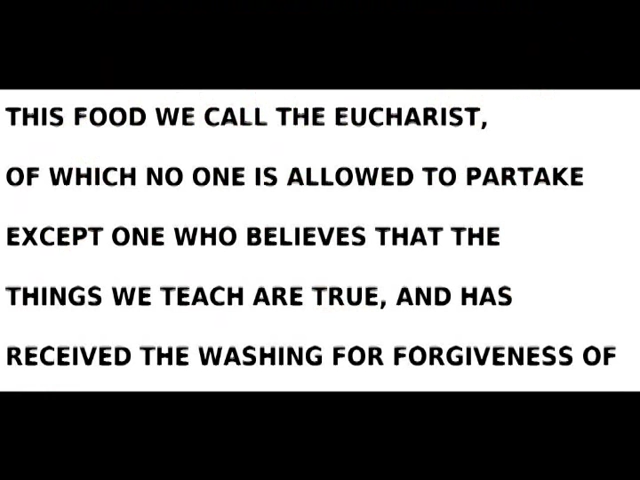 THIS FOOD WE CALL THE EUCHARIST,
OF WHICH NO ONE IS ALLOWED TO PARTAKE
EXCEPT ONE WHO BELIEVES THAT THE
THINGS WE TEACH ARE TRUE, AND HAS
RECEIVED THE WASHING FOR FORGIVENESS OF